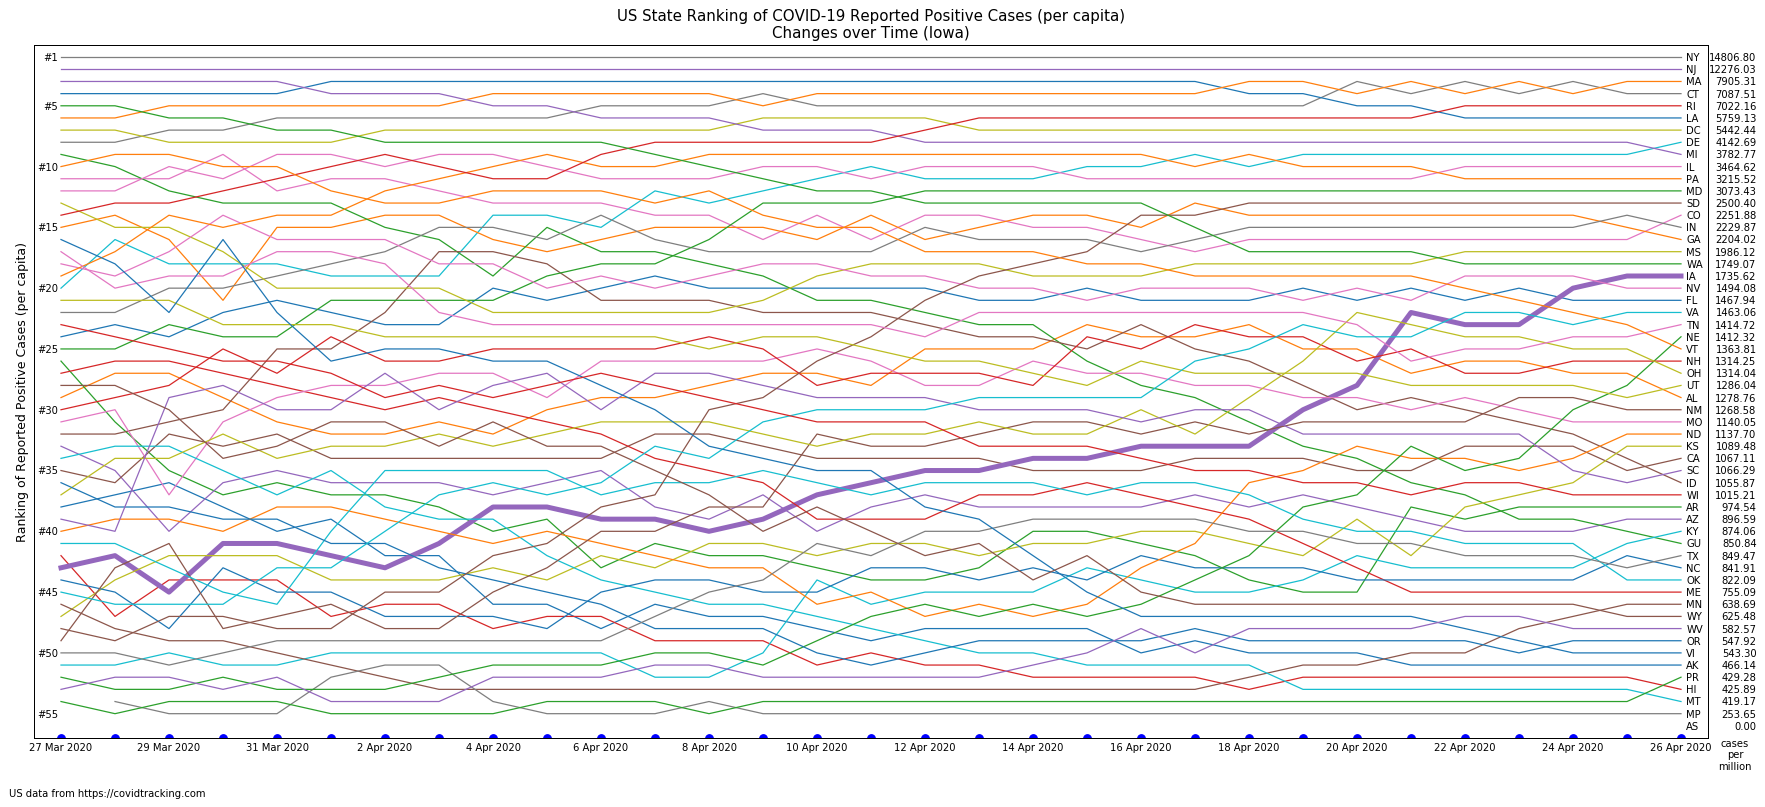 US State Ranking of COVID-19 Reported Positive Cases (per capita)
Changes over Time (Iowa)
Ranking of Reported Positive Cases (per capita)
#1
#5
#10
#15
#20
#25
#30
#35
#40
#45
#50
#55
NY 14806.80
NJ 12276.03
MA 7905.31
CT 7087.51
RI 7022.16
LA 5759.13
DC 5442.44
DE 4142.69
MI 3782.77
IL 3464.62
PA 3215.52
MD 3073.43
SD 2500.40
CO 2251.88
IN 2229.87
GA 2204.02
MS 1986.12
WA 1749.07
IA 1735.62
NV 1494.08
FL 1467.94
VA 1463.06
TN 1414.72
NE 1412.32
VT 1363.81
NH 1314.25
OH 1314.04
UT 1286.04
AL 1278.76
NM 1268.58
MO 1140.05
ND 1137.70
KS 1089.48
CA 1067.11
SC 1066.29
ID 1055.87
WI 1015.21
AR 974.54
AZ 896.59
KY 874.06
GU 850.84
TX 849.47
NC 841.91
OK 822.09
ME 755.09
MN 638.69
WY 625.48
WV 582.57
OR 547.92
VI 543.30
AK 466.14
PR 429.28
HI 425.89
MT 419.17
MP 253.65
AS 0.00
27 Mar 2020 29 Mar 2020 31 Mar 2020 2 Apr 2020 4 Apr 2020 6 Apr 2020 8 Apr 2020 10 Apr 2020 12 Apr 2020 14 Apr 2020 16 Apr 2020 18 Apr 2020 20 Apr 2020 22 Apr 2020 24 Apr 2020 26 Apr 2020
cases
per
million
US data from https://covidtracking.com